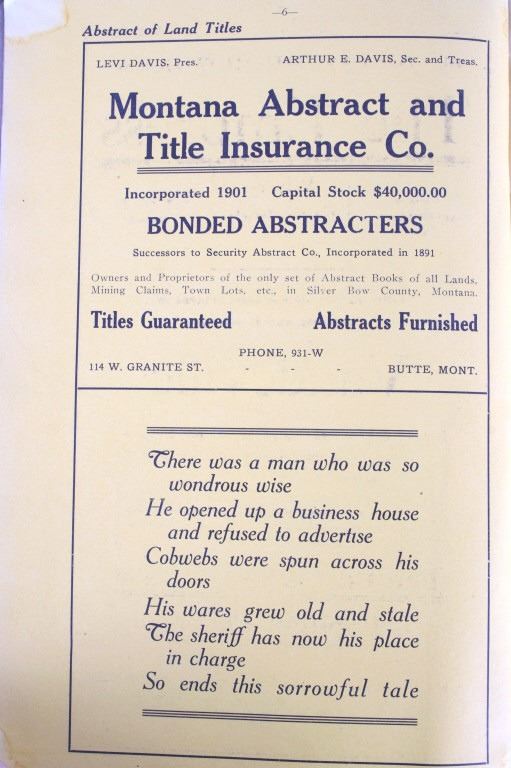 —6—
Abstract of Land Titles
LEVI DAVIS, Pres. ARTHUR E. DAVIS, Sec. and Treas.
Montana Abstract and
Title Insurance Co.
Incorporated 1901 Capital Stock $40,000.00
BONDED ABSTRACTERS
Successors to Security Abstract Co., Incorporated in 1891
Owners and Proprietors of the only set of Abstract Books of all Lands,
Mining Claims, Town Lots, etc., in Silver Bow County, Montana.
Titles Guaranteed Abstracts Furnished
PHONE, 931-W
114 W. GRANITE ST. - - - BUTTE, MONT.
There was a man who was so
wondrous wise
He opened up a business house
and refused to advertise
Cobwebs were spun across his
doors
His wares grew old and stale
The sheriff has now his place
in charge
So ends this sorrowful tale